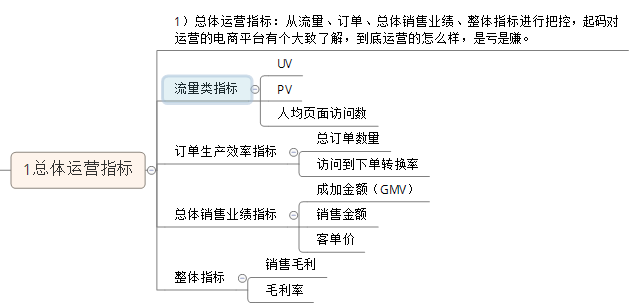 1）总体运营指标：从流量、订单、总体销售业绩、整体指标进行把控，起码对
运营的电商平台有个大致了解，到底运营的怎么样，是亏是赚。
UV
流量类指标
PV
人均页面访问数
总订单数量
订单生产效率指标
访问到下单转换率
1.总体运营指标
成加金额（GMV）
总体销售业绩指标
销售金额
客单价
销售毛利
整体指标
毛利率